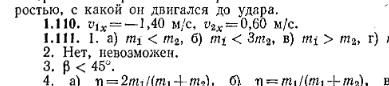 ростью, с какой он двигался до удара.
1.110. v₁ₓ=−1,40 м/с, v₂ₓ=0,60 м/с.
1.111. 1. а) m₁ < m₂, б) m₁ < 3m₂, в) m₁ > m₂, г)
2. Нет, невозможен.
3. β < 45°.
4. а) η=2m₁/(m₁+m₂), б) η=m₁/(m₁+m₂), в